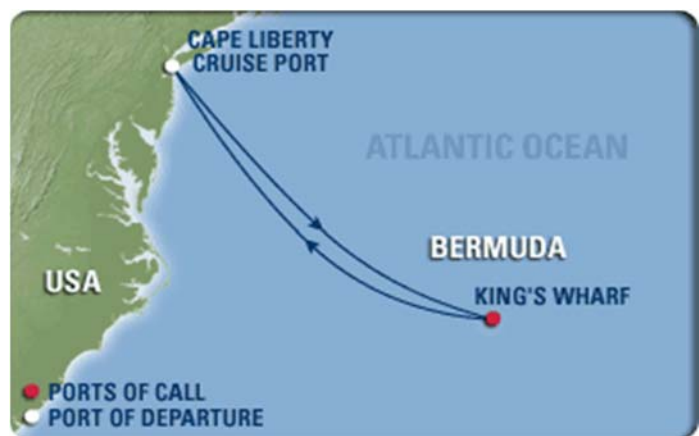 CAPE LIBERTY
CRUISE PORT
ATLANTIC OCEAN
BERMUDA
USA
KING'S WHARF
PORTS OF CALL
PORT OF DEPARTURE